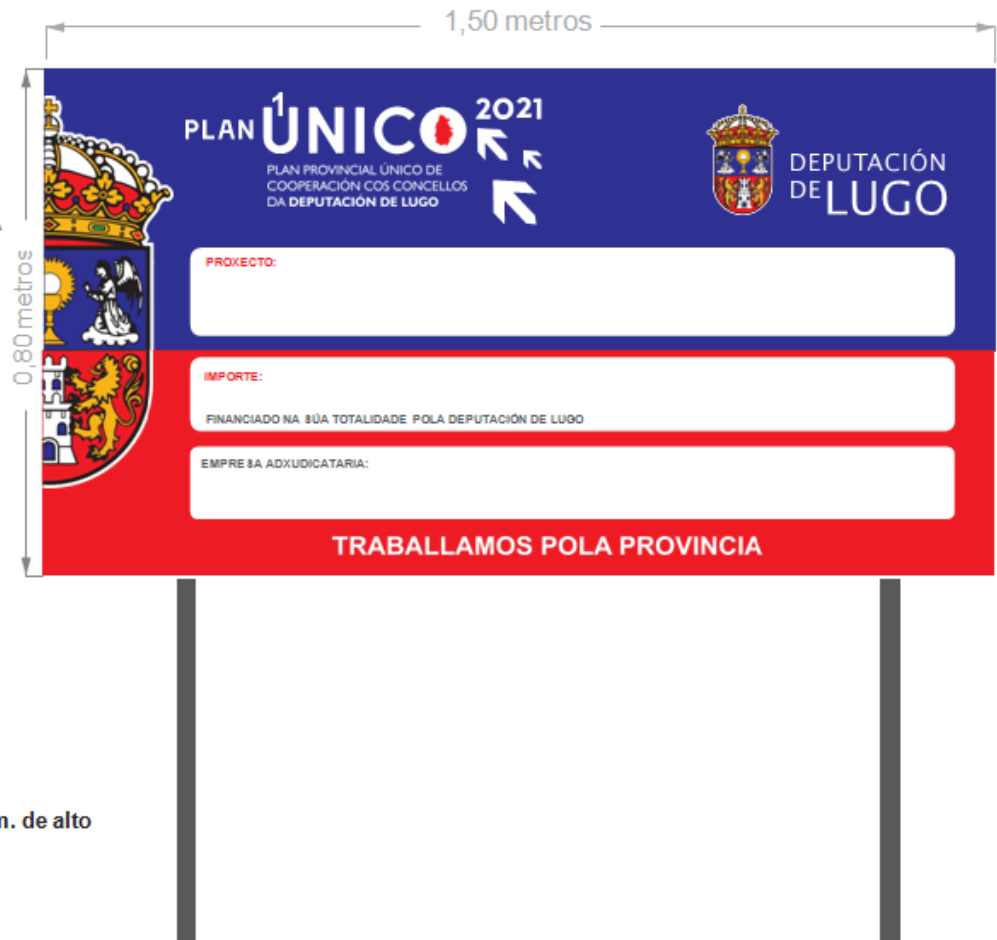 1,50 metros
0,80 metros
PLAN ÚNICO 2021
1
PLAN PROVINCIAL ÚNICO DE
COOPERACIÓN COS CONCELLOS
DA DEPUTACIÓN DE LUGO
DEPUTACIÓN
DE LUGO
PROXECTO:
IMPORTE:
FINANCIADO NA SÚA TOTALIDADE POLA DEPUTACIÓN DE LUGO
EMPRESA ADXUDICATARIA:
TRABALLAMOS POLA PROVINCIA
. de alto